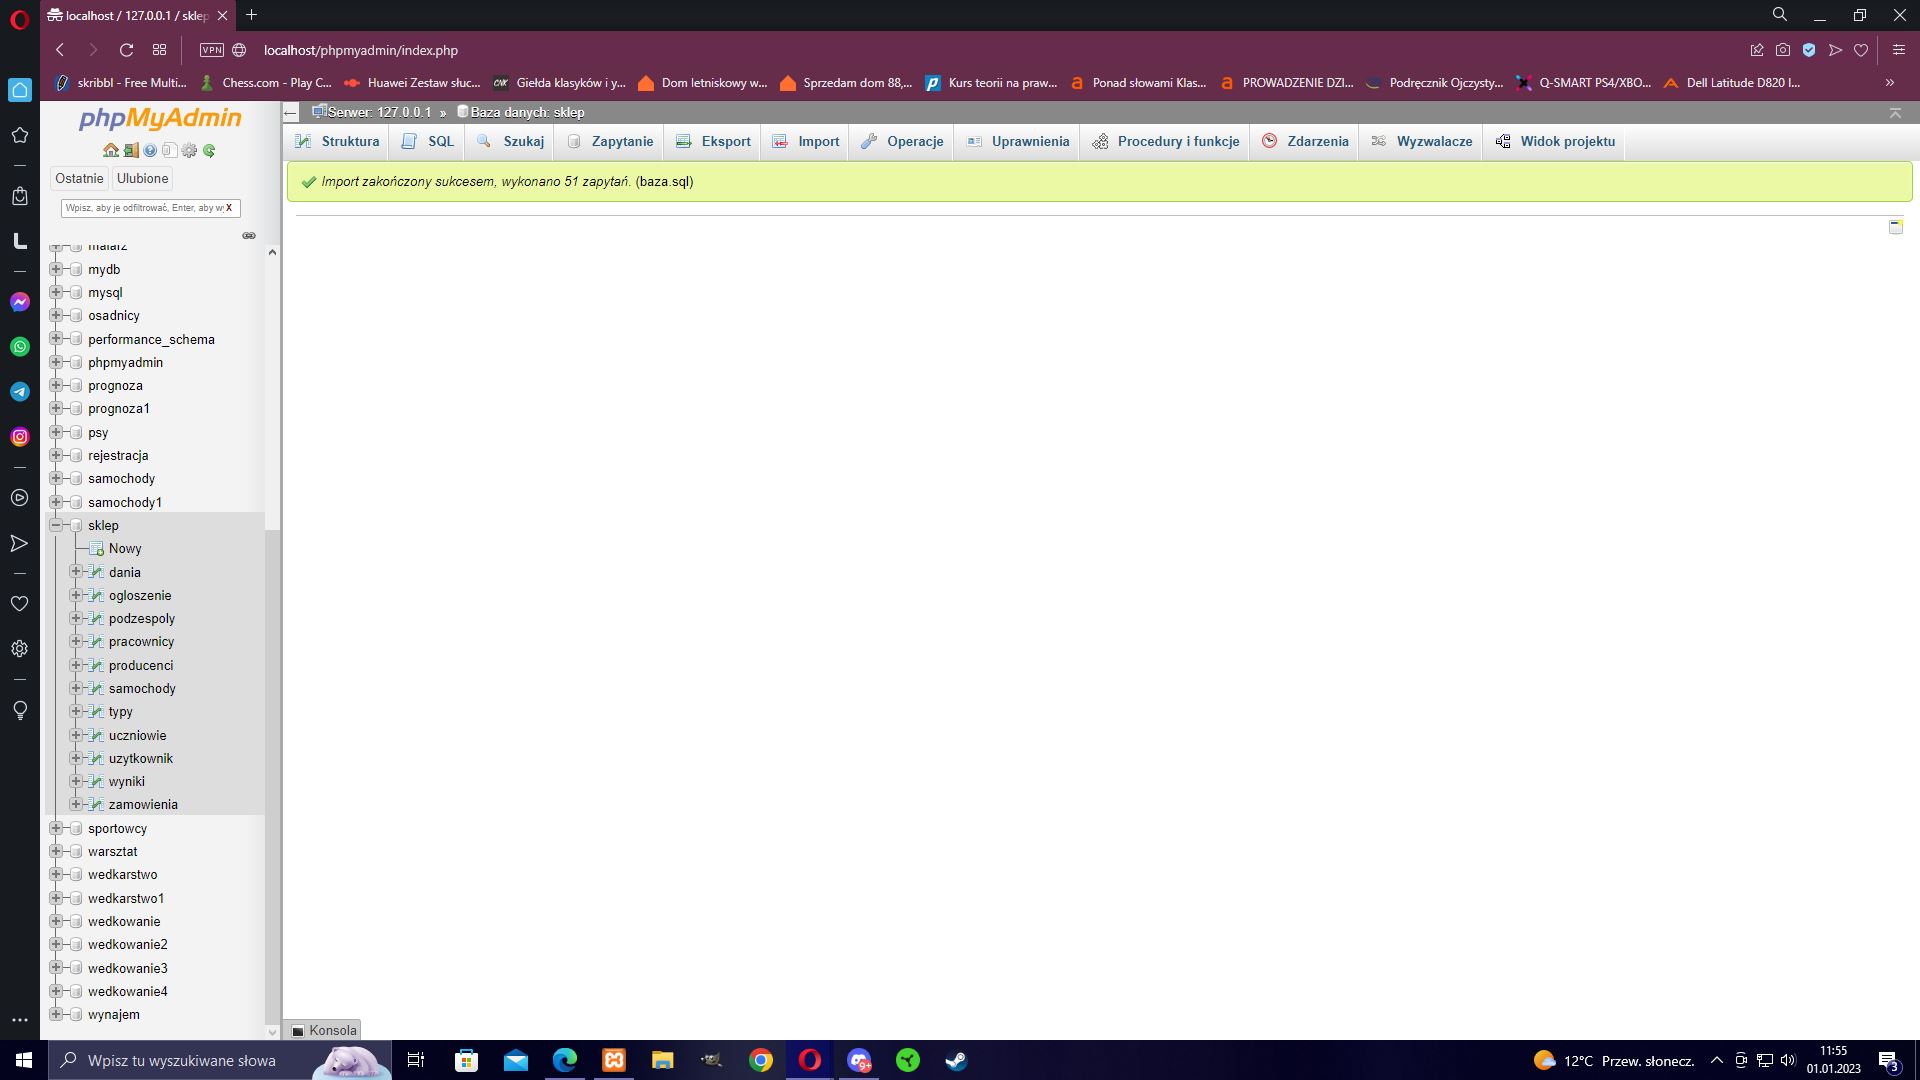 localhost / 127.0.0.1 / sklep
VPN
localhost/phpmyadmin/index.php
skribbl - Free Multi...
Chess.com - Play C...
Huawei Zestaw słuc...
CNK
Giełda klasyków i y...
Dom letniskowy w...
Sprzedam dom 88,...
Kurs teorii na praw...
Ponad słowami Klas...
PROWADZENIE DZI...
Podręcznik Ojczysty...
Q-SMART PS4/XBO...
Dell Latitude D820 I...
phpMyAdmin
Serwer: 127.0.0.1 » Baza danych: sklep
Struktura
SQL
Szukaj
Zapytanie
Eksport
Import
Operacje
Uprawnienia
Procedury i funkcje
Zdarzenia
Wyzwalacze
Widok projektu
Ostatnie
Ulubione
Wpisz, aby je odfiltrować, Enter, aby wy X
Import zakończony sukcesem, wykonano 51 zapytań. (baza.sql)
malarz
mydb
mysql
osadnicy
performance_schema
phpmyadmin
prognoza
prognoza1
psy
rejestracja
samochody
samochody1
sklep
Nowy
dania
ogloszenie
podzespoly
pracownicy
producenci
samochody
typy
uczniowie
uzytkownik
wyniki
zamowienia
sportowcy
warsztat
wedkarstwo
wedkarstwo1
wedkowanie
wedkowanie2
wedkowanie3
wedkowanie4
wynajem
Konsola
Wpisz tu wyszukiwane słowa
9+
12°C Przew. słonecz.
11:55
01.01.2023
3